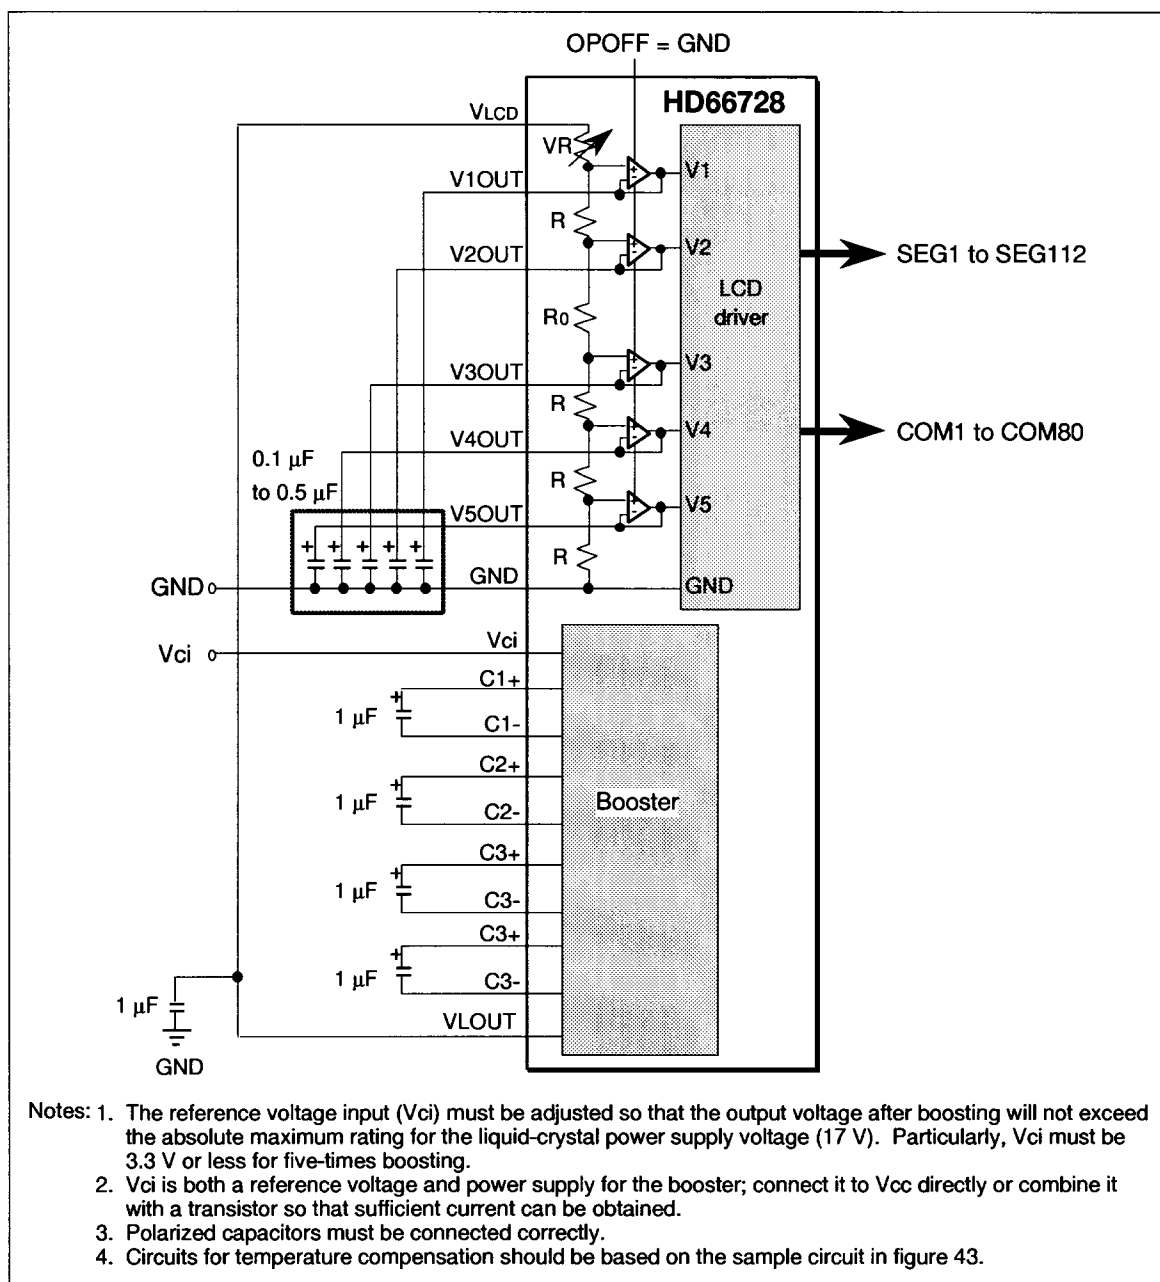 OPOFF = GND
HD66728
VLCD
VR
V1
V1OUT
R
V2
V2OUT
SEG1 to SEG112
LCD
driver
R0
V3
V3OUT
R
V4
COM1 to COM80
V4OUT
0.1 µF
to 0.5 µF
R
V5
V5OUT
+ + + + +
R
GND
GND
GND
Vci
Vci
C1+
+
1 µF
C1-
C2+
+
1 µF
C2-
Booster
C3+
+
1 µF
C3-
C3+
+
1 µF
C3-
1 µF
VLOUT
GND
Notes: 1. The reference voltage input (Vci) must be adjusted so that the output voltage after boosting will not exceed
the absolute maximum rating for the liquid-crystal power supply voltage (17 V). Particularly, Vci must be
3.3 V or less for five-times boosting.
2. Vci is both a reference voltage and power supply for the booster; connect it to Vcc directly or combine it
with a transistor so that sufficient current can be obtained.
3. Polarized capacitors must be connected correctly.
4. Circuits for temperature compensation should be based on the sample circuit in figure 43.